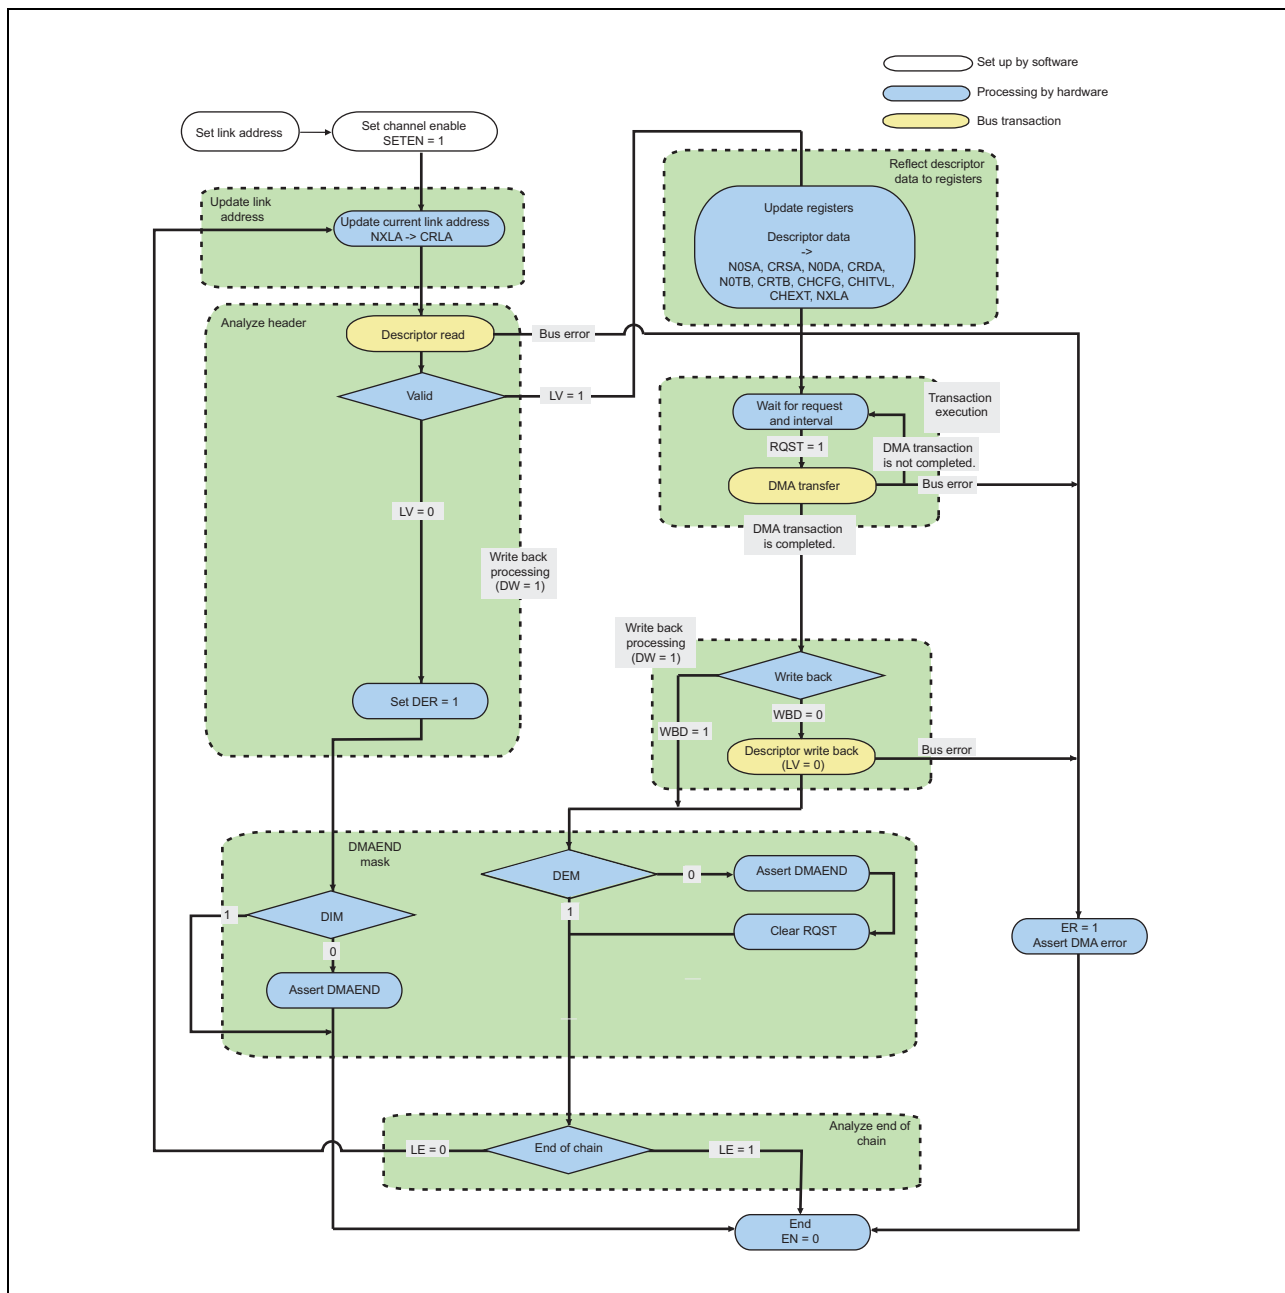 Set up by software
Processing by hardware
Bus transaction
Set link address
Set channel enable
SETEN = 1
Update link
address
Update current link address
NXLA -> CRLA
Reflect descriptor
data to registers
Update registers
Descriptor data
->
N0SA, CRSA, N0DA, CRDA,
N0TB, CRTB, CHCFG, CHITVL,
CHEXT, NXLA
Analyze header
Descriptor read
Bus error
Valid
LV = 1
LV = 0
Write back
processing
(DW = 1)
Set DER = 1
Transaction
execution
Wait for request
and interval
RQST = 1
DMA transaction
is not completed.
DMA transfer
Bus error
DMA transaction
is completed.
Write back
processing
(DW = 1)
Write back
WBD = 0
WBD = 1
Descriptor write back
(LV = 0)
Bus error
DMAEND
mask
DEM
0
Assert DMAEND
1
Clear RQST
DIM
1
0
Assert DMAEND
ER = 1
Assert DMA error
Analyze end of
chain
LE = 0
End of chain
LE = 1
End
EN = 0